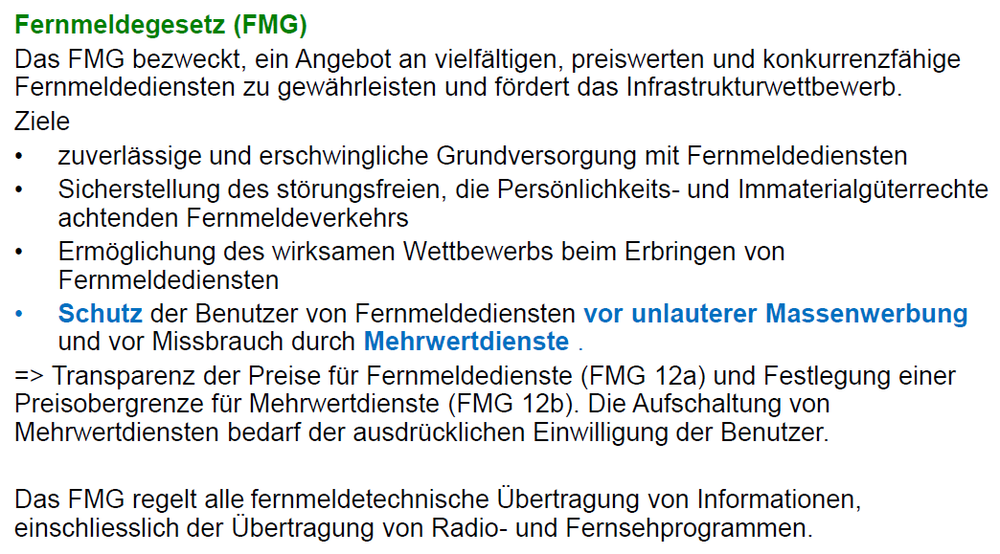 Fernmeldegesetz (FMG)
Das FMG bezweckt, ein Angebot an vielfältigen, preiswerten und konkurrenzfähige
Fernmeldediensten zu gewährleisten und fördert das Infrastrukturwettbewerb.
Ziele
• zuverlässige und erschwingliche Grundversorgung mit Fernmeldediensten
• Sicherstellung des störungsfreien, die Persönlichkeits- und Immaterialgüterrechte
achtenden Fernmeldeverkehrs
• Ermöglichung des wirksamen Wettbewerbs beim Erbringen von
Fernmeldediensten
• Schutz der Benutzer von Fernmeldediensten vor unlauterer Massenwerbung
und vor Missbrauch durch Mehrwertdienste .
=> Transparenz der Preise für Fernmeldedienste (FMG 12a) und Festlegung einer
Preisobergrenze für Mehrwertdienste (FMG 12b). Die Aufschaltung von
Mehrwertdiensten bedarf der ausdrücklichen Einwilligung der Benutzer.
Das FMG regelt alle fernmeldetechnische Übertragung von Informationen,
einschliesslich der Übertragung von Radio- und Fernsehprogrammen.